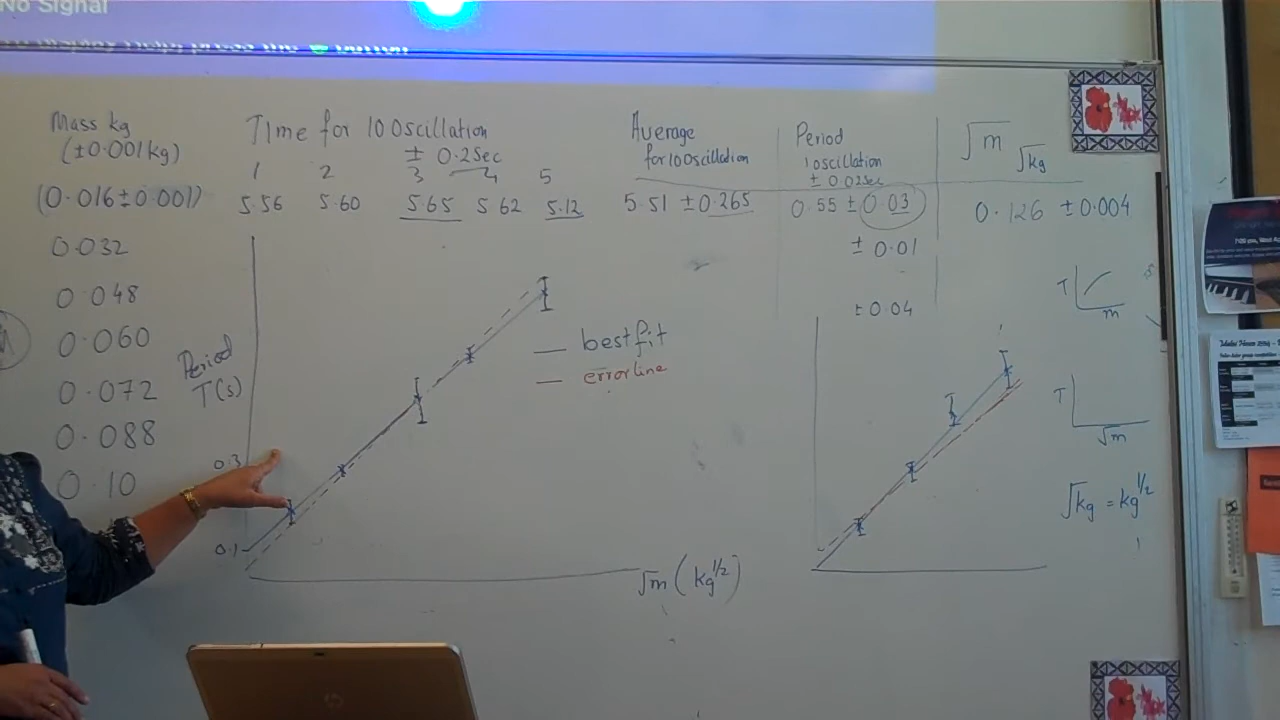 No Signal
Mass kg
(±0.001kg)
Time for 10 Oscillation
± 0.2sec
1 2 3 4 5
Average
for 10 Oscillation
Period
1 oscillation
± 0.02sec
√m √kg
(0.016 ± 0.001) 5.56 5.60 5.65 5.62 5.12 5.51 ± 0.265 0.55 ± 0.03 0.126 ± 0.004
0.032
± 0.01
0.048
± 0.04
0.060
0.072
0.088
0.10
Period
T(s)
0.3
0.1
best fit
error line
√m (kg^1/2)
T
m
T
√m
√kg = kg^1/2